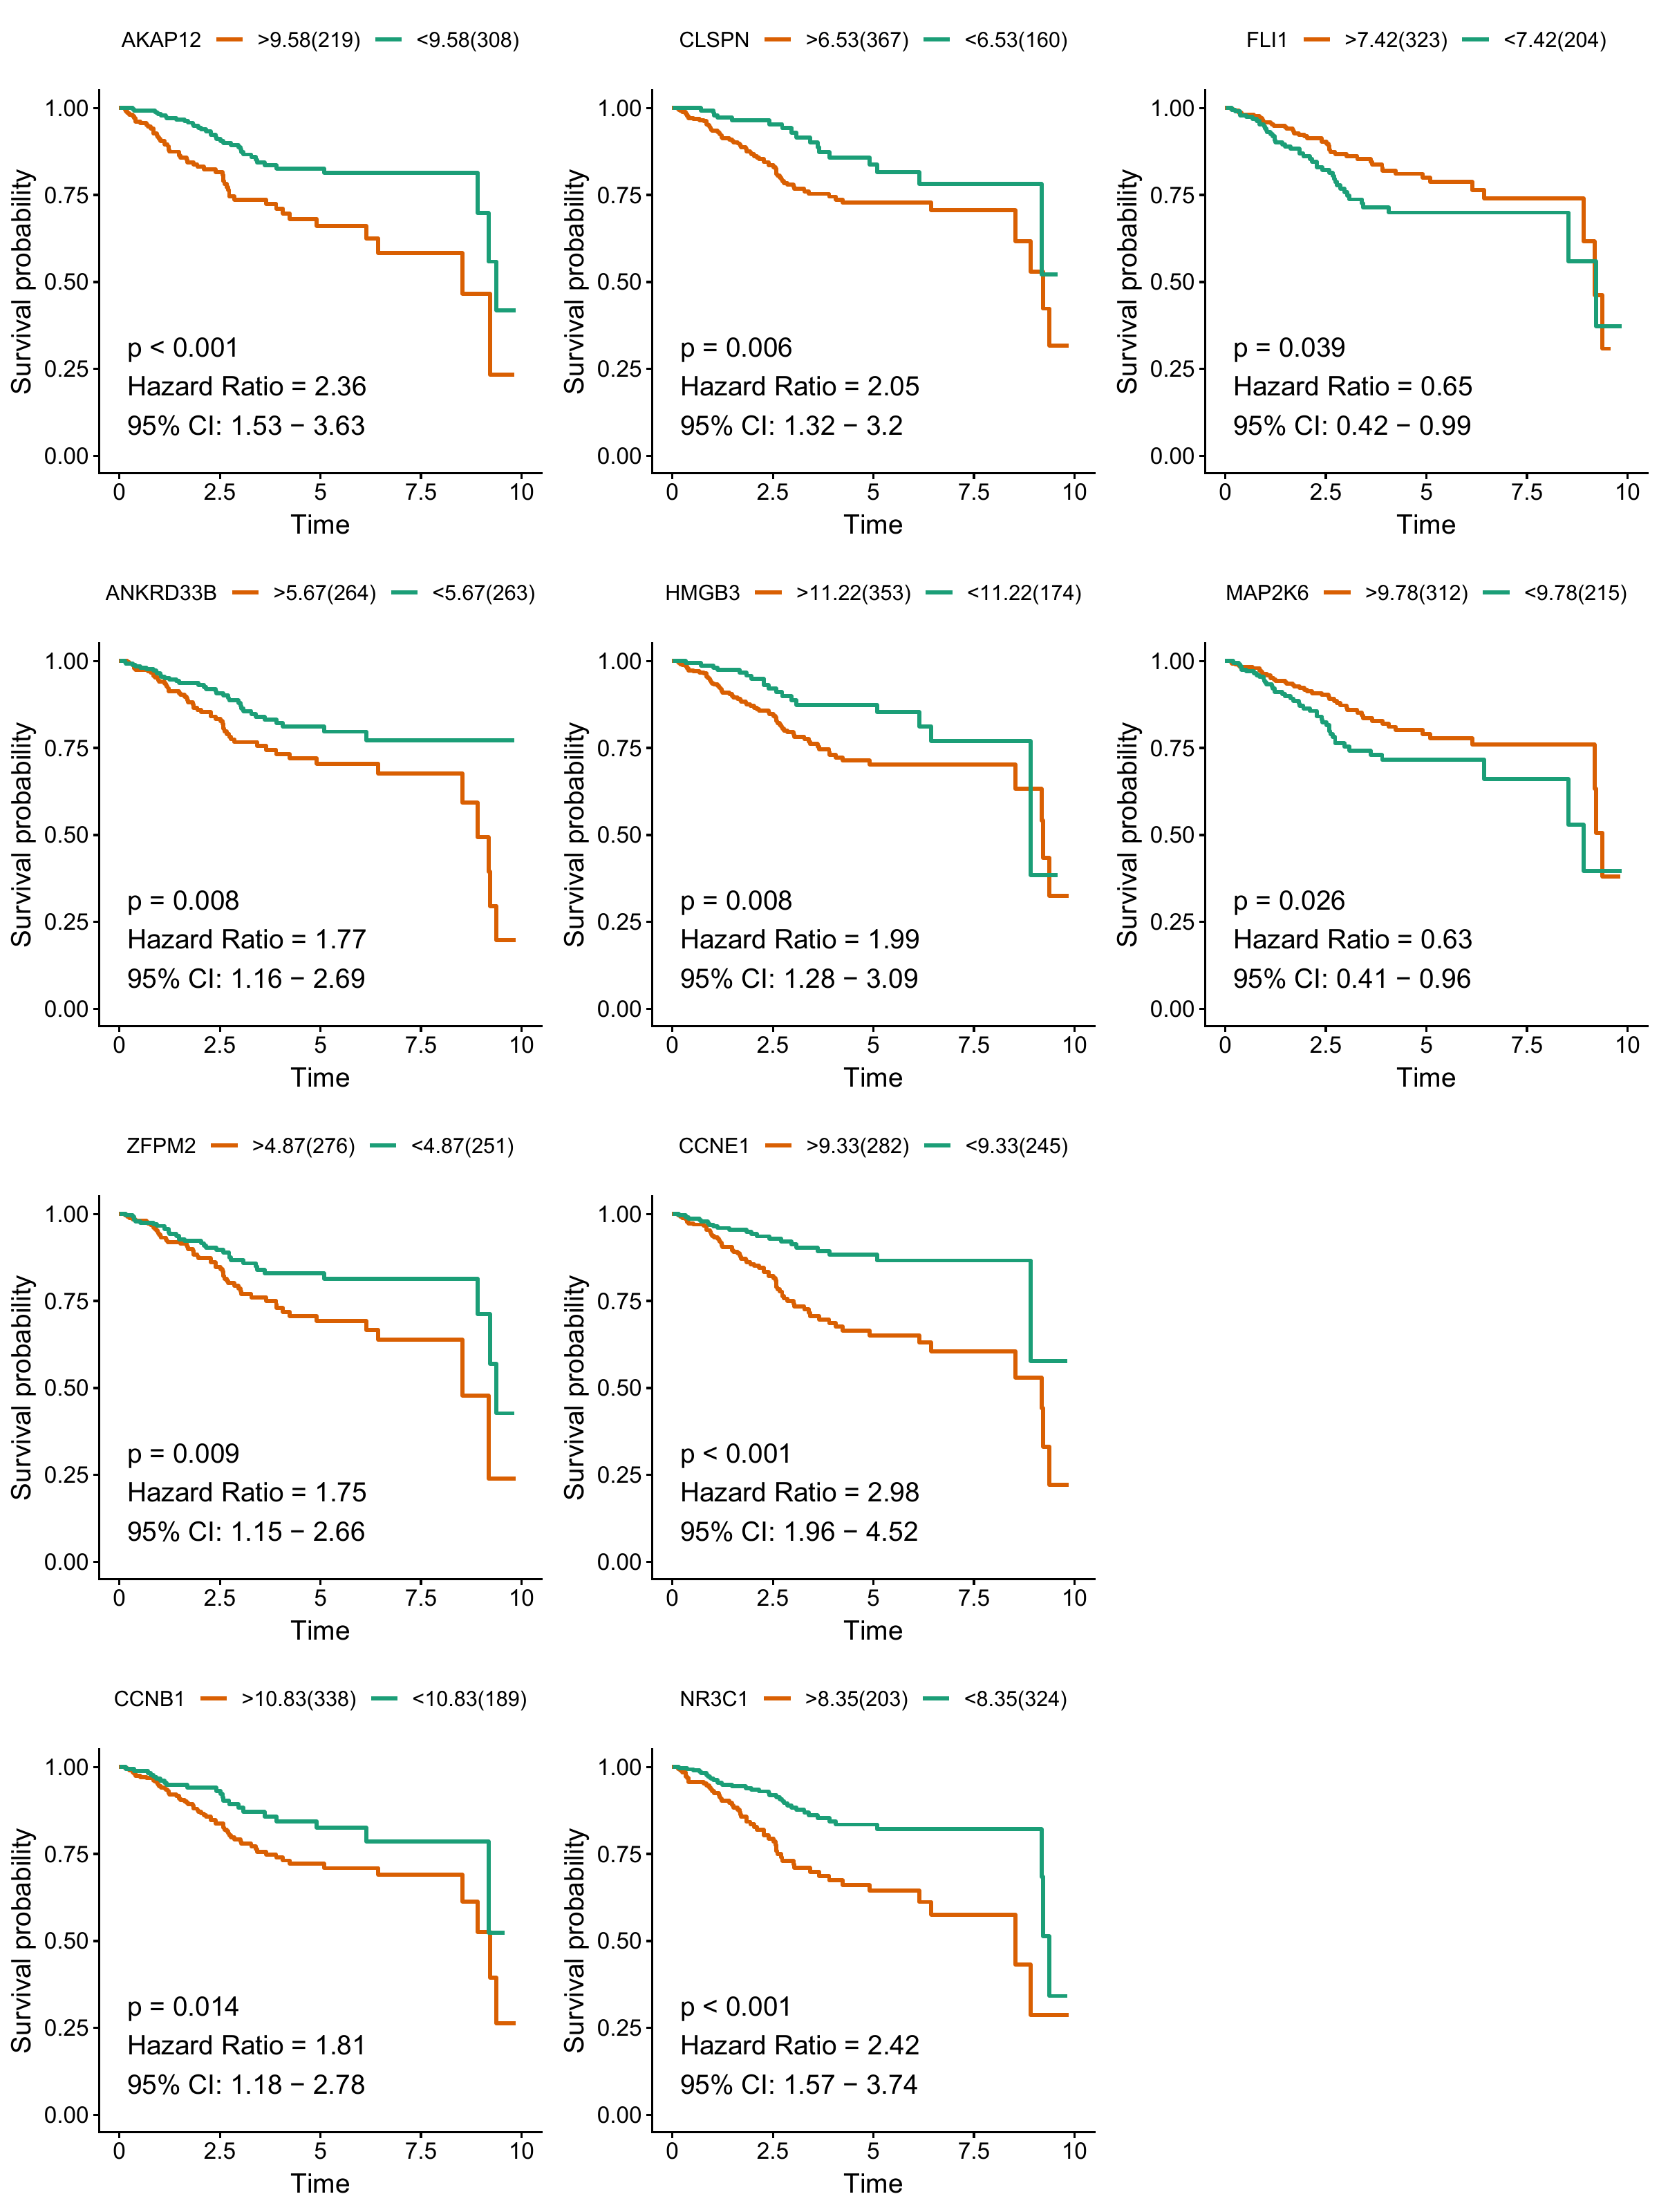 AKAP12 >9.58(219) <9.58(308)
Survival probability
1.00
0.75
0.50
0.25
0.00
p < 0.001
Hazard Ratio = 2.36
95% CI: 1.53 − 3.63
0 2.5 5 7.5 10
Time
CLSPN >6.53(367) <6.53(160)
Survival probability
1.00
0.75
0.50
0.25
0.00
p = 0.006
Hazard Ratio = 2.05
95% CI: 1.32 − 3.2
0 2.5 5 7.5 10
Time
FLI1 >7.42(323) <7.42(204)
Survival probability
1.00
0.75
0.50
0.25
0.00
p = 0.039
Hazard Ratio = 0.65
95% CI: 0.42 − 0.99
0 2.5 5 7.5 10
Time
ANKRD33B >5.67(264) <5.67(263)
Survival probability
1.00
0.75
0.50
0.25
0.00
p = 0.008
Hazard Ratio = 1.77
95% CI: 1.16 − 2.69
0 2.5 5 7.5 10
Time
HMGB3 >11.22(353) <11.22(174)
Survival probability
1.00
0.75
0.50
0.25
0.00
p = 0.008
Hazard Ratio = 1.99
95% CI: 1.28 − 3.09
0 2.5 5 7.5 10
Time
MAP2K6 >9.78(312) <9.78(215)
Survival probability
1.00
0.75
0.50
0.25
0.00
p = 0.026
Hazard Ratio = 0.63
95% CI: 0.41 − 0.96
0 2.5 5 7.5 10
Time
ZFPM2 >4.87(276) <4.87(251)
Survival probability
1.00
0.75
0.50
0.25
0.00
p = 0.009
Hazard Ratio = 1.75
95% CI: 1.15 − 2.66
0 2.5 5 7.5 10
Time
CCNE1 >9.33(282) <9.33(245)
Survival probability
1.00
0.75
0.50
0.25
0.00
p < 0.001
Hazard Ratio = 2.98
95% CI: 1.96 − 4.52
0 2.5 5 7.5 10
Time
CCNB1 >10.83(338) <10.83(189)
Survival probability
1.00
0.75
0.50
0.25
0.00
p = 0.014
Hazard Ratio = 1.81
95% CI: 1.18 − 2.78
0 2.5 5 7.5 10
Time
NR3C1 >8.35(203) <8.35(324)
Survival probability
1.00
0.75
0.50
0.25
0.00
p < 0.001
Hazard Ratio = 2.42
95% CI: 1.57 − 3.74
0 2.5 5 7.5 10
Time